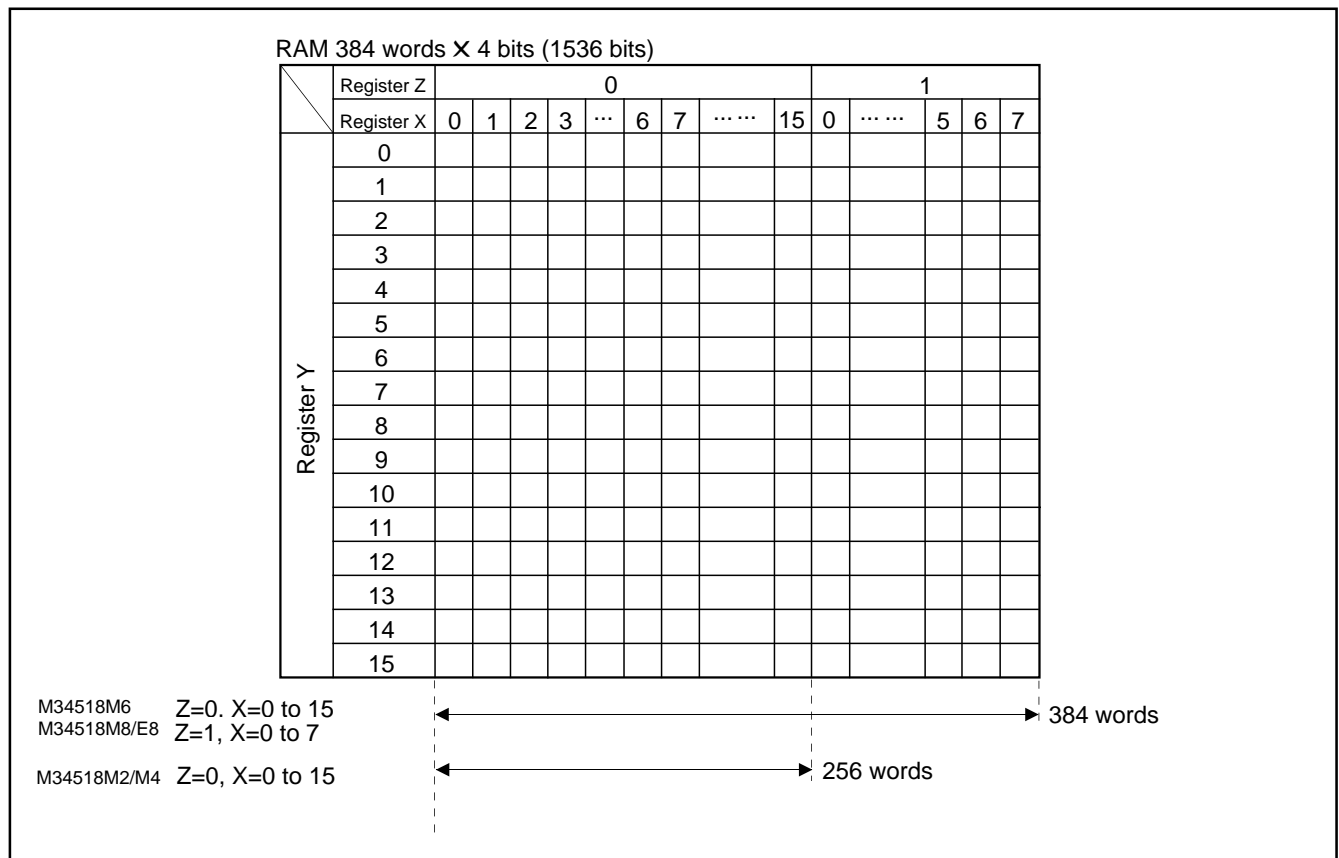 RAM 384 words × 4 bits (1536 bits)
Register Z 0 1
Register X 0 1 2 3 ... 6 7 ... ... 15 0 ... ... 5 6 7
Register Y
0
1
2
3
4
5
6
7
8
9
10
11
12
13
14
15
M34518M6 Z=0. X=0 to 15
M34518M8/E8 Z=1, X=0 to 7
384 words
M34518M2/M4 Z=0, X=0 to 15
256 words